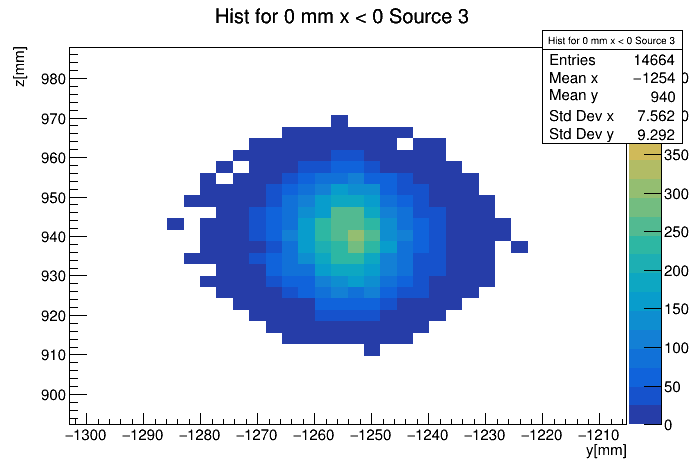 Hist for 0 mm x < 0 Source 3
Hist for 0 mm x < 0 Source 3
Entries 14664
Mean x −1254
Mean y 940
Std Dev x 7.562
Std Dev y 9.292
z[mm]
980
970
960
950
940
930
920
910
900
350
300
250
200
150
100
50
0
−1300 −1290 −1280 −1270 −1260 −1250 −1240 −1230 −1220 −1210
y[mm]